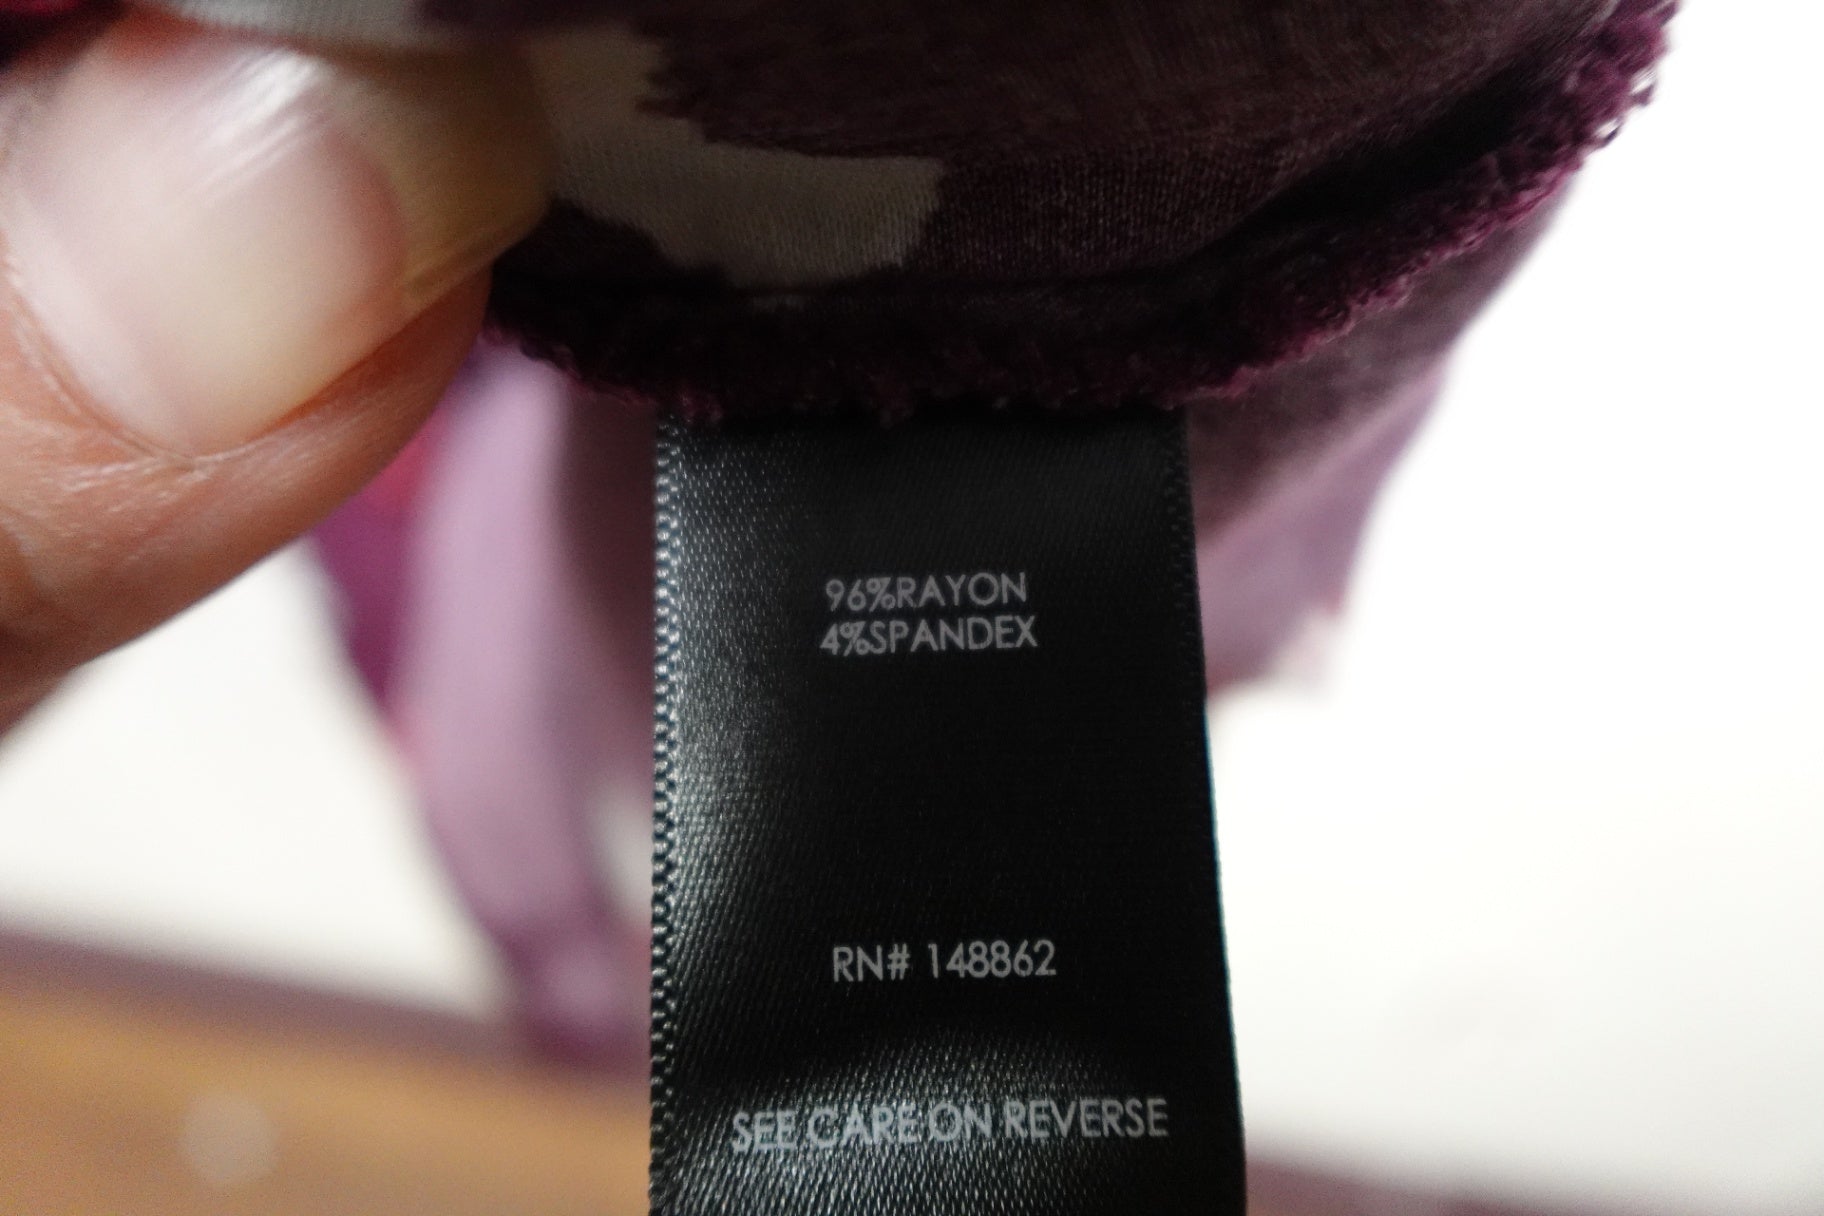 96%RAYON
4%SPANDEX
RN# 148862
SEE CARE ON REVERSE